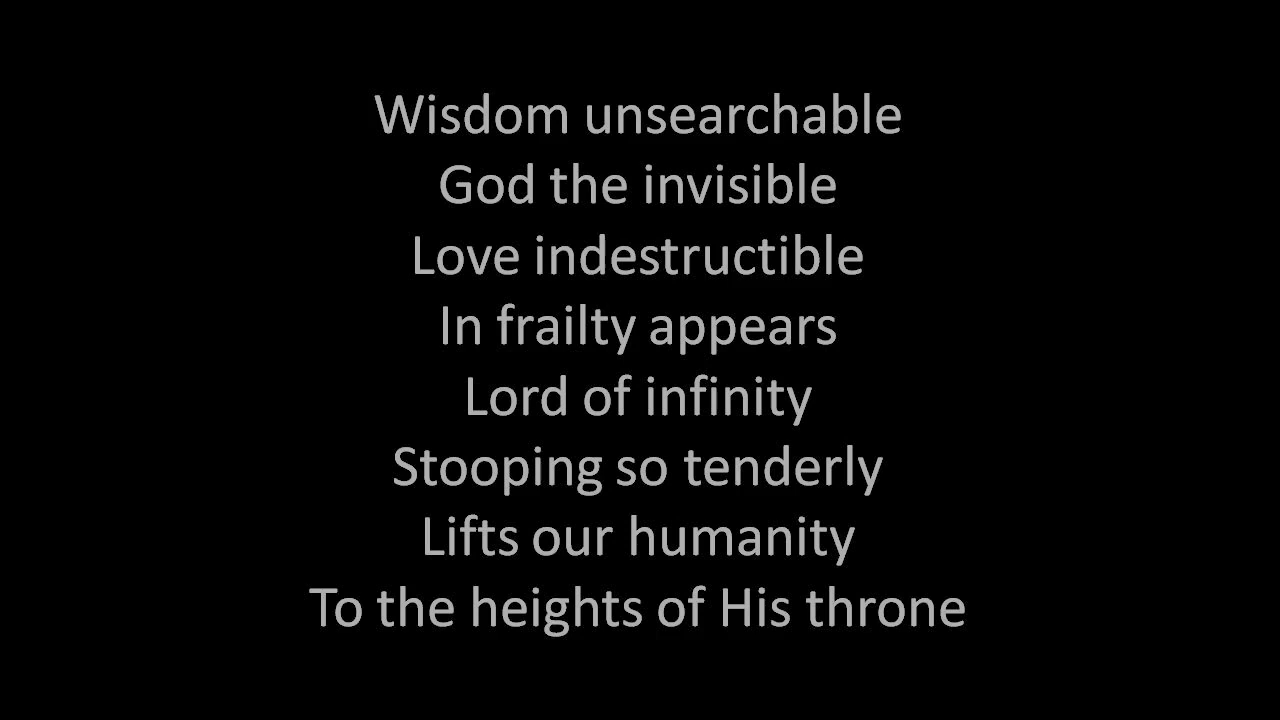 Wisdom unsearchable
God the invisible
Love indestructible
In frailty appears
Lord of infinity
Stooping so tenderly
Lifts our humanity
To the heights of His throne